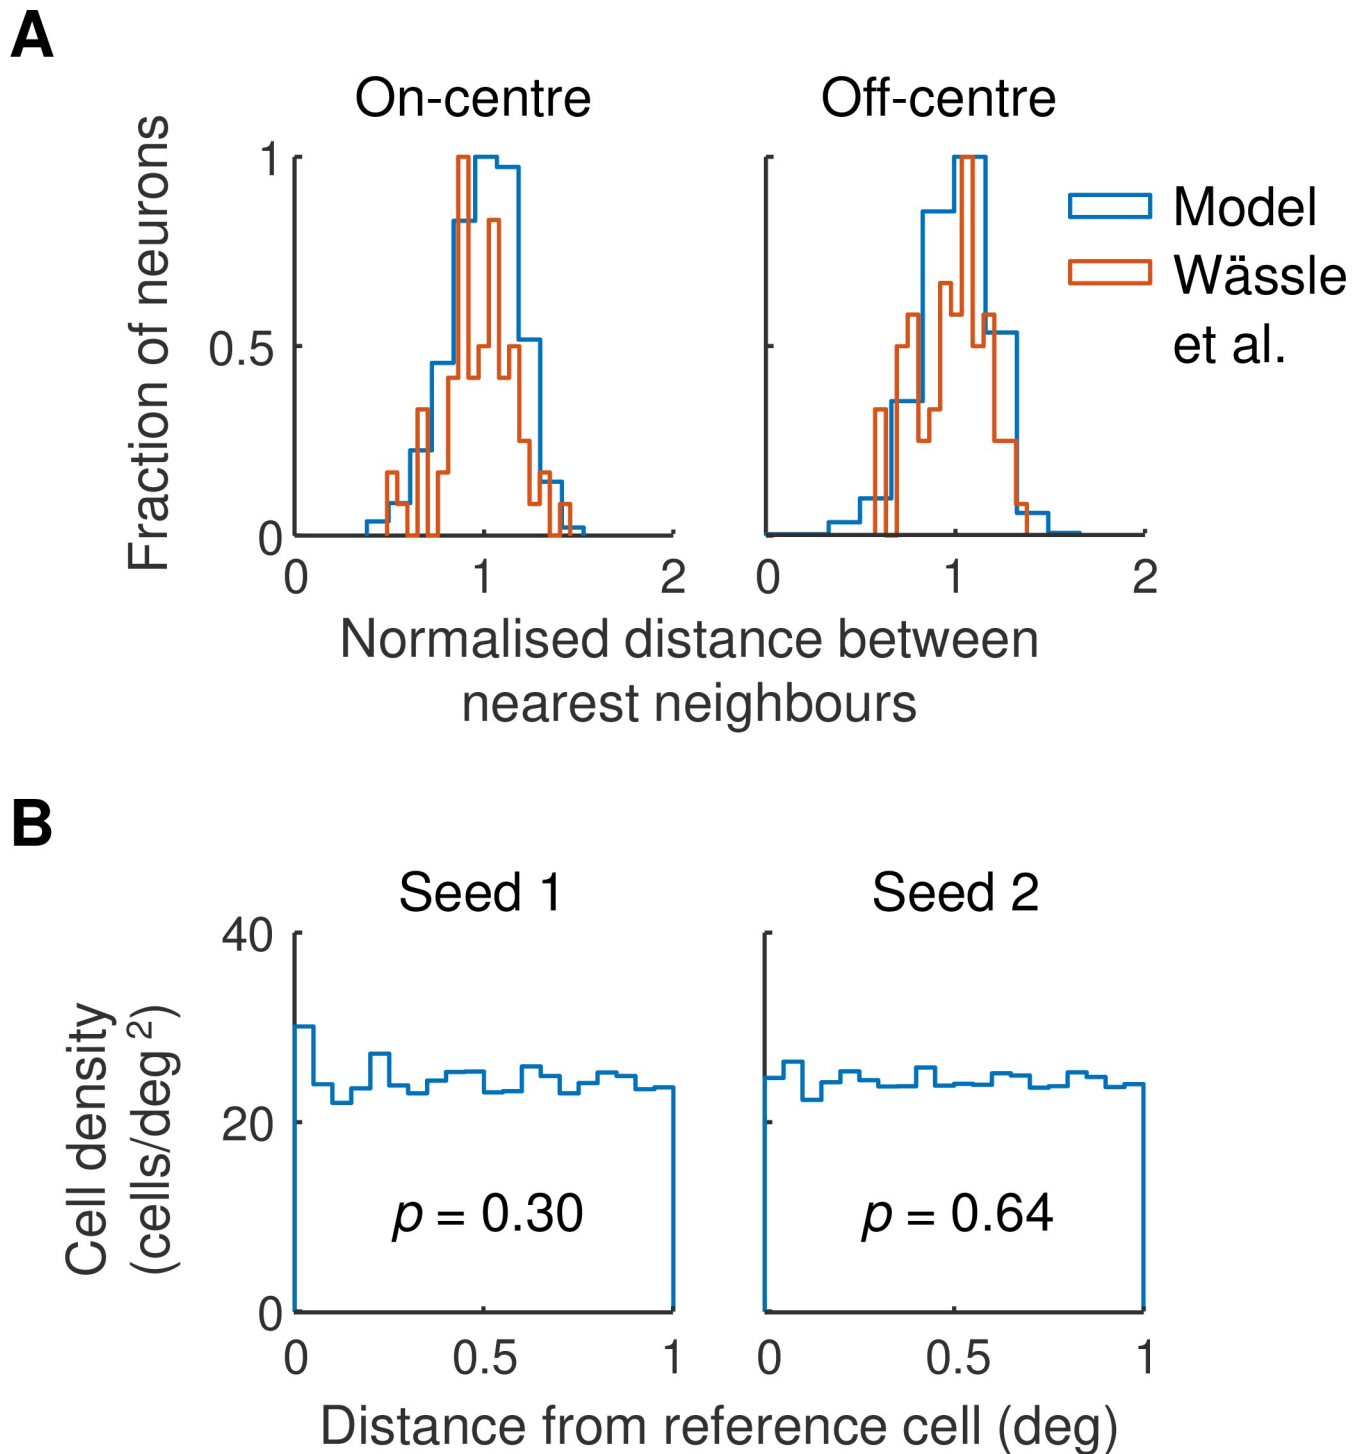 A
On-centre
Off-centre
Fraction of neurons
1
0.5
0
0
1
2
0
1
2
Model
Wässle
et al.
Normalised distance between
nearest neighbours
B
Seed 1
Seed 2
Cell density
(cells/deg²)
40
20
0
p = 0.30
p = 0.64
0
0.5
1
0
0.5
1
Distance from reference cell (deg)